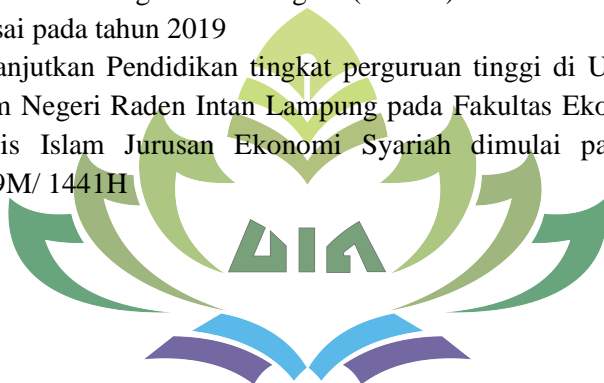 sai pada tahun 2019
anjutkan Pendidikan tingkat perguruan tinggi di U
Negeri Raden Intan Lampung pada Fakultas Eko
is Islam Jurusan Ekonomi Syariah dimulai pa
9M/ 1441H
UIN